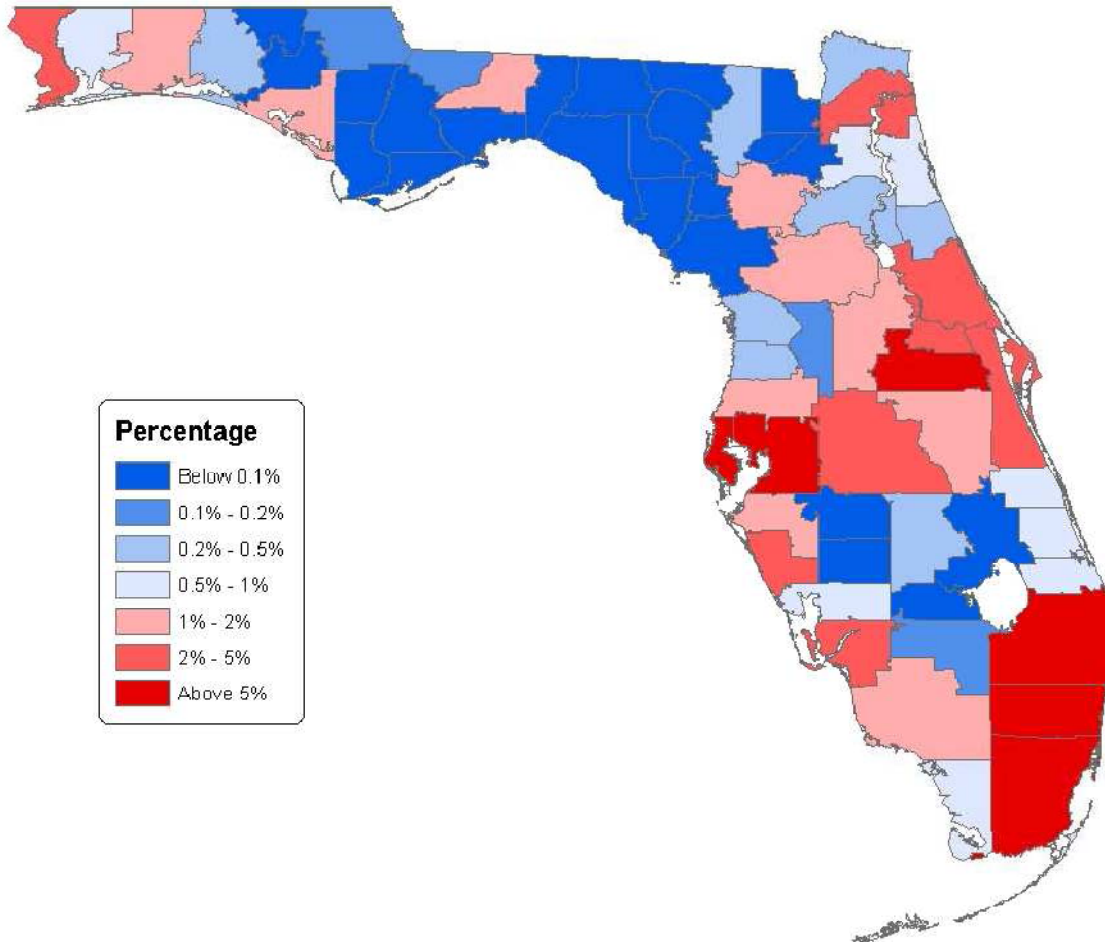 Percentage
Below 0.1%
0.1% - 0.2%
0.2% - 0.5%
0.5% - 1%
1% - 2%
2% - 5%
Above 5%